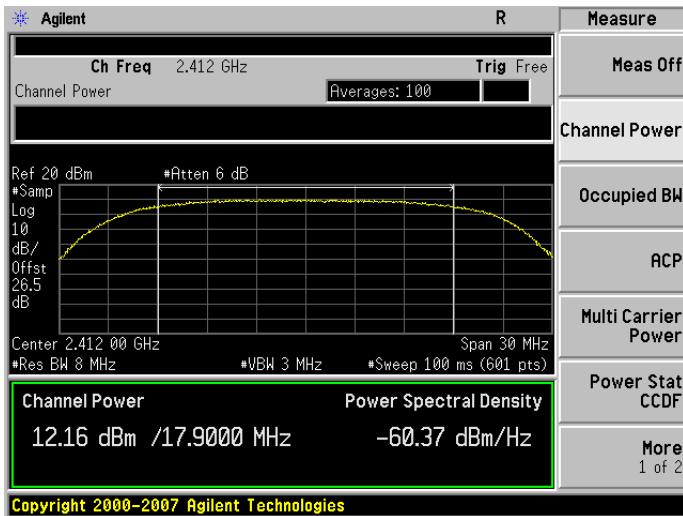 Agilent R Measure
Ch Freq 2.412 GHz Trig Free
Meas Off
Channel Power Averages: 100
Channel Power
Ref 20 dBm #Atten 6 dB
#Samp
Log
10
dB/
Offst
26.5
dB
Occupied BW
ACP
Multi Carrier
Power
Center 2.412 00 GHz Span 30 MHz
#Res BW 8 MHz #VBW 3 MHz #Sweep 100 ms (601 pts)
Power Stat
CCDF
Channel Power Power Spectral Density
12.16 dBm /17.9000 MHz -60.37 dBm/Hz
More
1 of 2
Copyright 2000-2007 Agilent Technologies